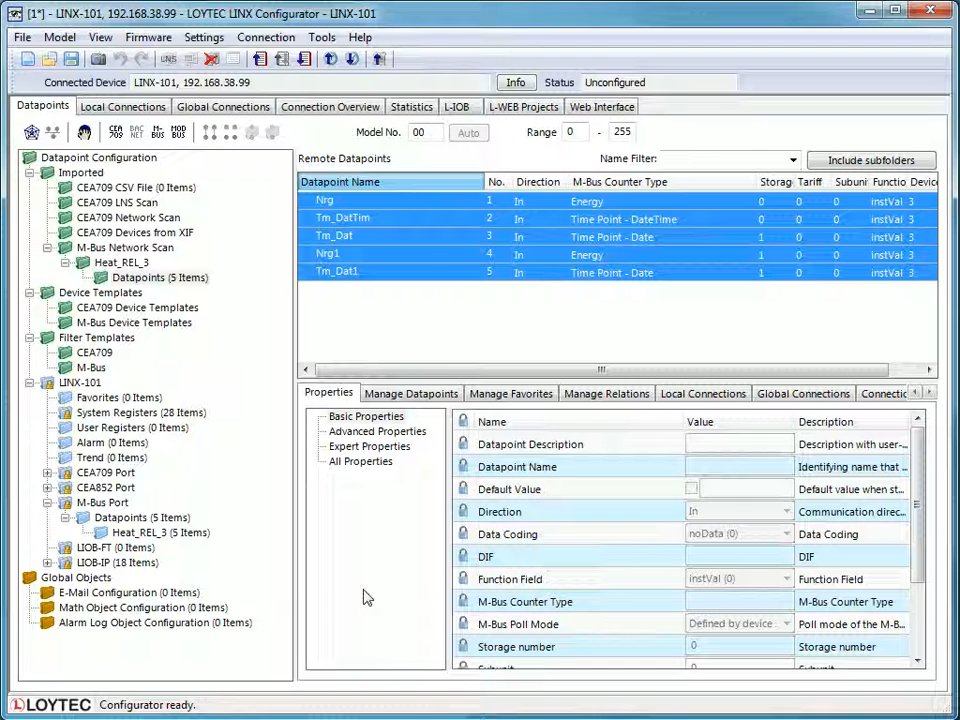 [1*] - LINX-101, 192.168.38.99 - LOYTEC LINX Configurator - LINX-101
File Model View Firmware Settings Connection Tools Help
LNS
Connected Device LINX-101, 192.168.38.99 Info Status Unconfigured
Datapoints Local Connections Global Connections Connection Overview Statistics L-IOB L-WEB Projects Web Interface
CEA 709 BAC NET M- BUS MOD BUS Model No. 00 Auto Range 0 - 255
Datapoint Configuration
Imported
CEA709 CSV File (0 Items)
CEA709 LNS Scan
CEA709 Network Scan
CEA709 Devices from XIF
M-Bus Network Scan
Heat_REL_3
Datapoints (5 Items)
Device Templates
CEA709 Device Templates
M-Bus Device Templates
Filter Templates
CEA709
M-Bus
LINX-101
Favorites (0 Items)
System Registers (28 Items)
User Registers (0 Items)
Alarm (0 Items)
Trend (0 Items)
CEA709 Port
CEA852 Port
M-Bus Port
Datapoints (5 Items)
Heat_REL_3 (5 Items)
LIOB-FT (0 Items)
LIOB-IP (18 Items)
Global Objects
E-Mail Configuration (0 Items)
Math Object Configuration (0 Items)
Alarm Log Object Configuration (0 Items)
Remote Datapoints Name Filter: Include subfolders
Datapoint Name No. Direction M-Bus Counter Type Storag Tariff Subuni Functio Device
Nrg 1 In Energy 0 0 0 instVal 3
Tm_DatTim 2 In Time Point - DateTime 0 0 0 instVal 3
Tm_Dat 3 In Time Point - Date 1 0 0 instVal 3
Nrg1 4 In Energy 1 0 0 instVal 3
Tm_Dat1 5 In Time Point - Date 1 0 0 instVal 3
Properties Manage Datapoints Manage Favorites Manage Relations Local Connections Global Connections Connectic
Basic Properties
Advanced Properties
Expert Properties
All Properties
Name Value Description
Datapoint Description Description with user-...
Datapoint Name Identifying name that ...
Default Value Default value when st...
Direction In Communication direc...
Data Coding noData (0) Data Coding
DIF DIF
Function Field instVal (0) Function Field
M-Bus Counter Type M-Bus Counter Type
M-Bus Poll Mode Defined by device Poll mode of the M-B...
Storage number 0 Storage number
LOYTEC Configurator ready.